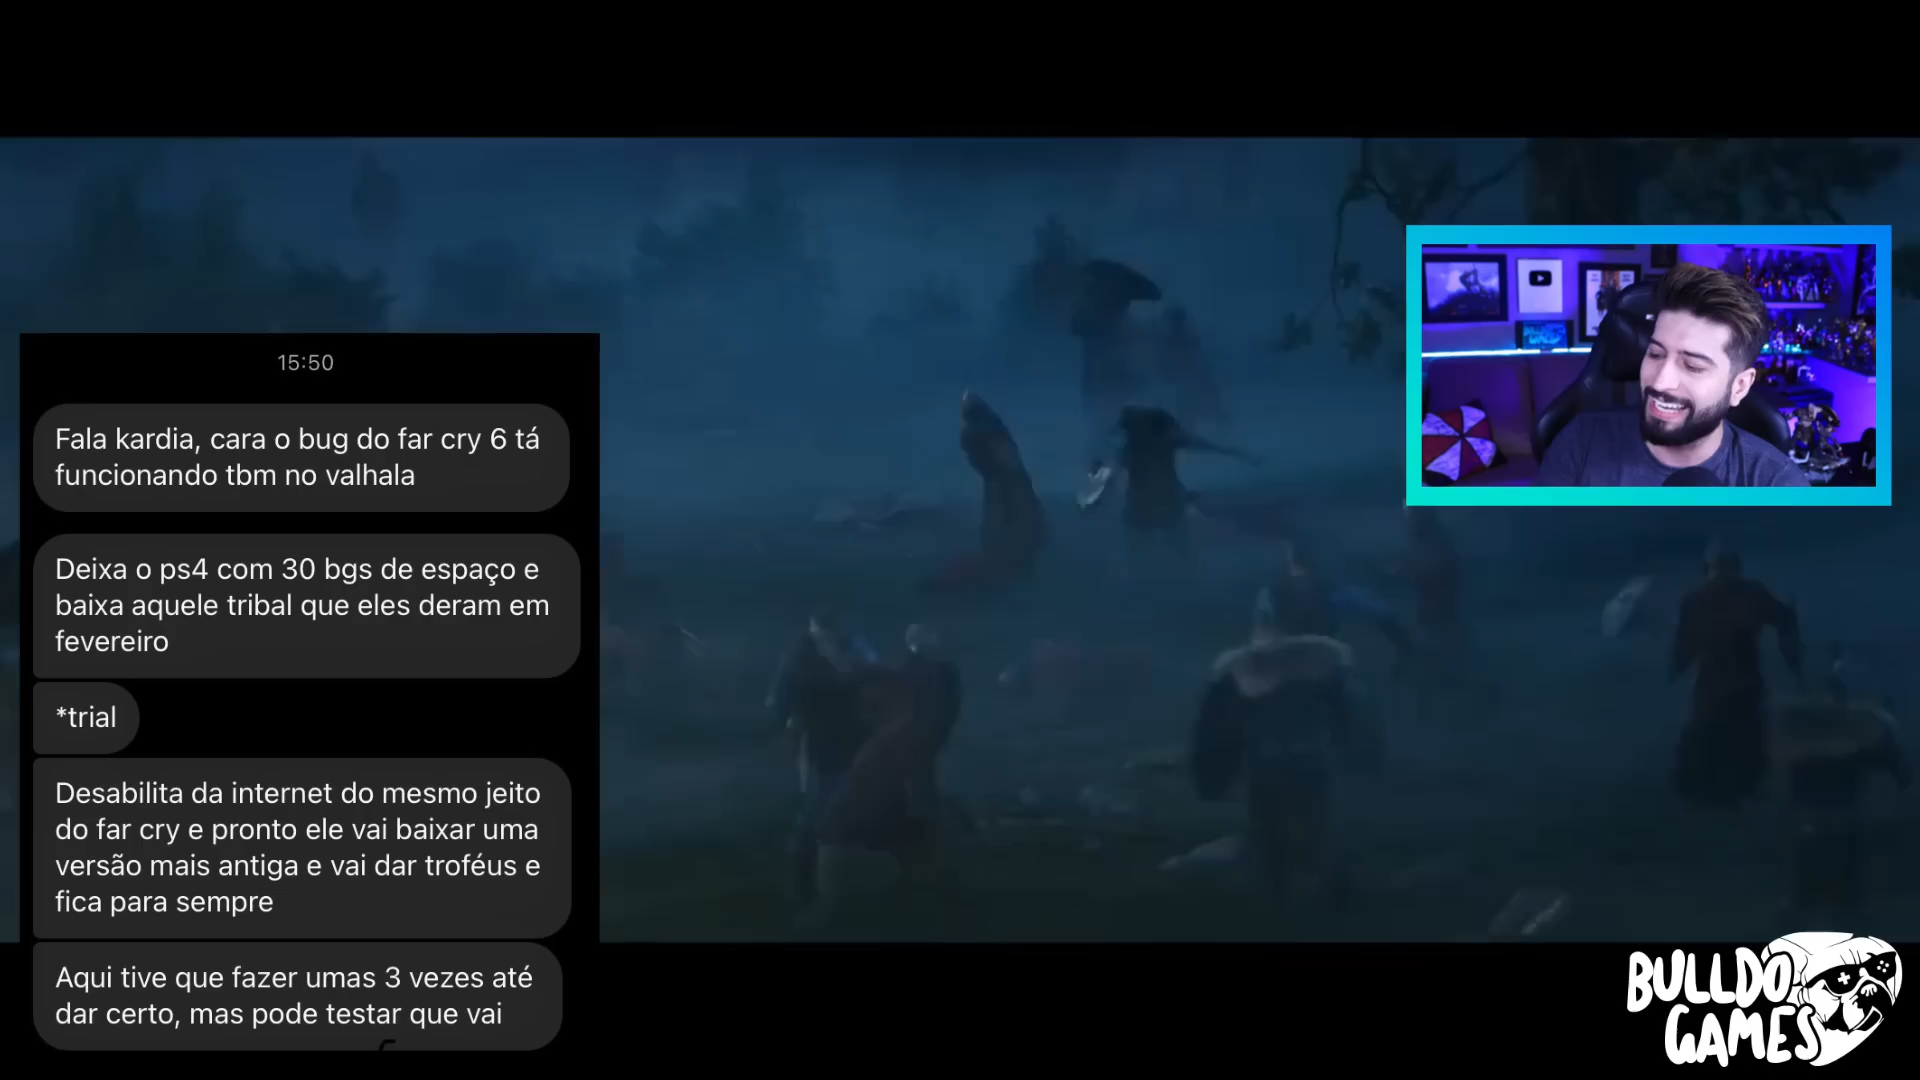 15:50
Fala kardia, cara o bug do far cry 6 tá
funcionando tbm no valhala
Deixa o ps4 com 30 bgs de espaço e
baixa aquele tribal que eles deram em
fevereiro
*trial
Desabilita da internet do mesmo jeito
do far cry e pronto ele vai baixar uma
versão mais antiga e vai dar troféus e
fica para sempre
Aqui tive que fazer umas 3 vezes até
dar certo, mas pode testar que vai
BULLDO
GAMES